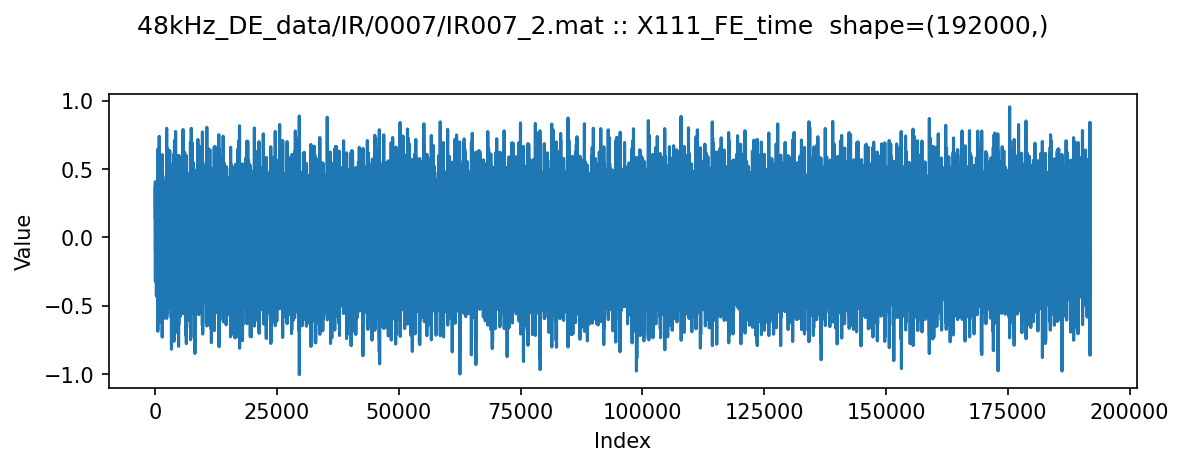 48kHz_DE_data/IR/0007/IR007_2.mat :: X111_FE_time  shape=(192000,)
1.0
0.5
0.0
−0.5
−1.0
Value
0 25000 50000 75000 100000 125000 150000 175000 200000
Index